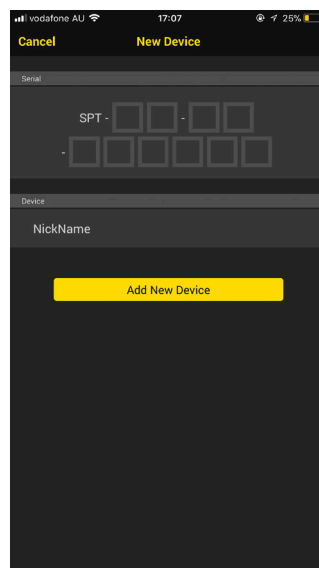 vodafone AU 17:07 25%
Cancel New Device
Serial
SPT - -
-
Device
NickName
Add New Device